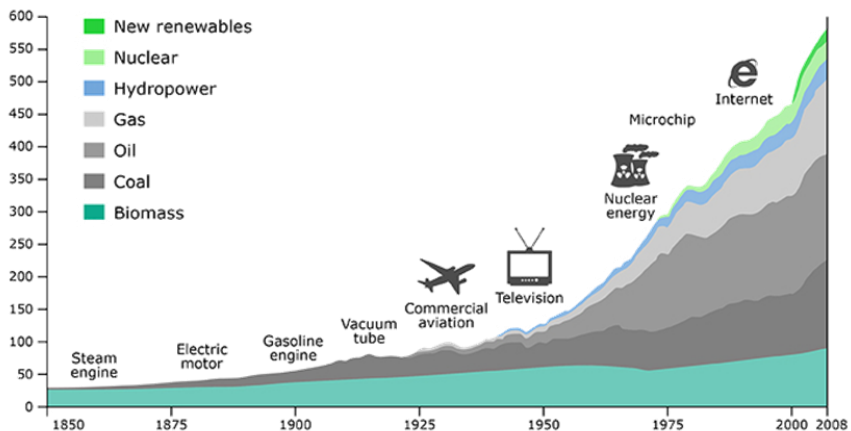 600
550
500
450
400
350
300
250
200
150
100
50
0
New renewables
Nuclear
Hydropower
Gas
Oil
Coal
Biomass
Steam
engine
Electric
motor
Gasoline
engine
Vacuum
tube
Commercial
aviation
Television
Nuclear
energy
Microchip
Internet
1850
1875
1900
1925
1950
1975
2000
2008